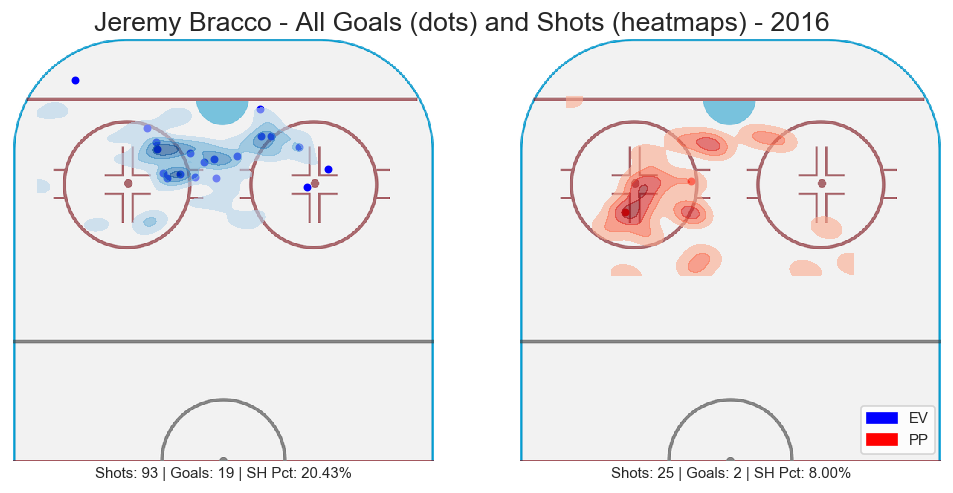 Jeremy Bracco - All Goals (dots) and Shots (heatmaps) - 2016
EV
PP
Shots: 93 | Goals: 19 | SH Pct: 20.43%
Shots: 25 | Goals: 2 | SH Pct: 8.00%